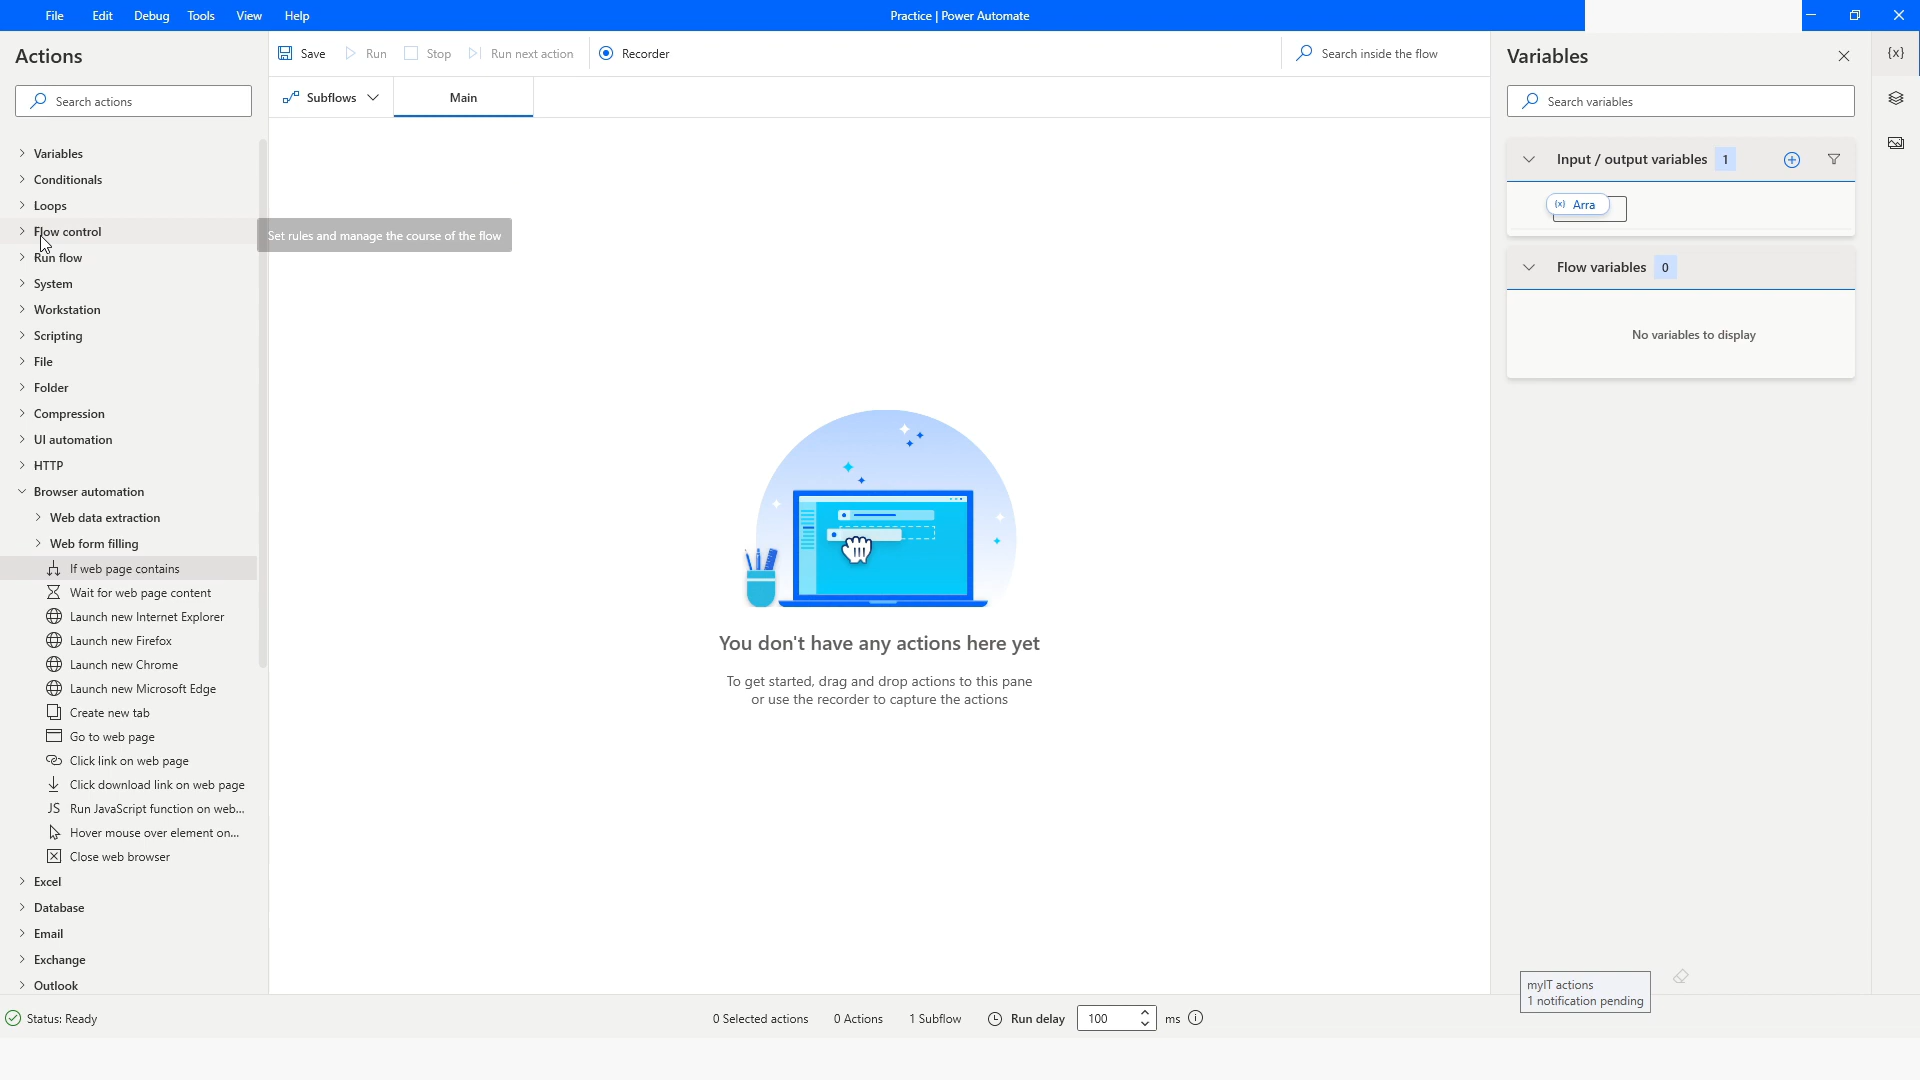 File Edit Debug Tools View Help
Practice | Power Automate
Actions
Save Run Stop Run next action Recorder
Search inside the flow
Variables
{x}
Search actions
Subflows Main
Search variables
Variables
Conditionals
Loops
Flow control
Set rules and manage the course of the flow
Run flow
System
Workstation
Scripting
File
Folder
Compression
UI automation
HTTP
Browser automation
Web data extraction
Web form filling
If web page contains
Wait for web page content
Launch new Internet Explorer
Launch new Firefox
Launch new Chrome
Launch new Microsoft Edge
Create new tab
Go to web page
Click link on web page
Click download link on web page
JS Run JavaScript function on web...
Hover mouse over element on...
Close web browser
Excel
Database
Email
Exchange
Outlook
You don't have any actions here yet
To get started, drag and drop actions to this pane
or use the recorder to capture the actions
Input / output variables 1
(x) Arra
Flow variables 0
No variables to display
myIT actions
1 notification pending
Status: Ready
0 Selected actions 0 Actions 1 Subflow Run delay 100 ms